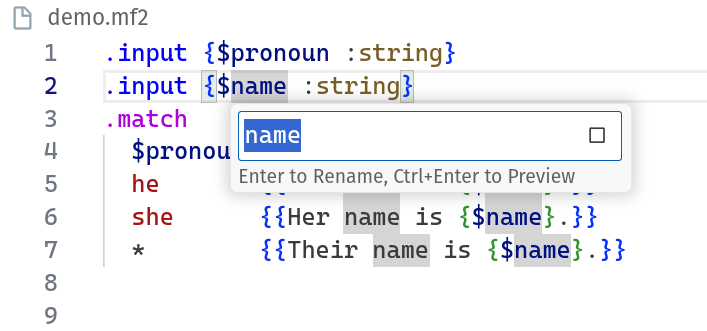 demo.mf2
1 .input {$pronoun :string}
2 .input {$name :string}
3 .match
name
4 $pronou
Enter to Rename, Ctrl+Enter to Preview
5 he
6 she {{Her name is {$name}.}}
7 * {{Their name is {$name}.}}
8
9